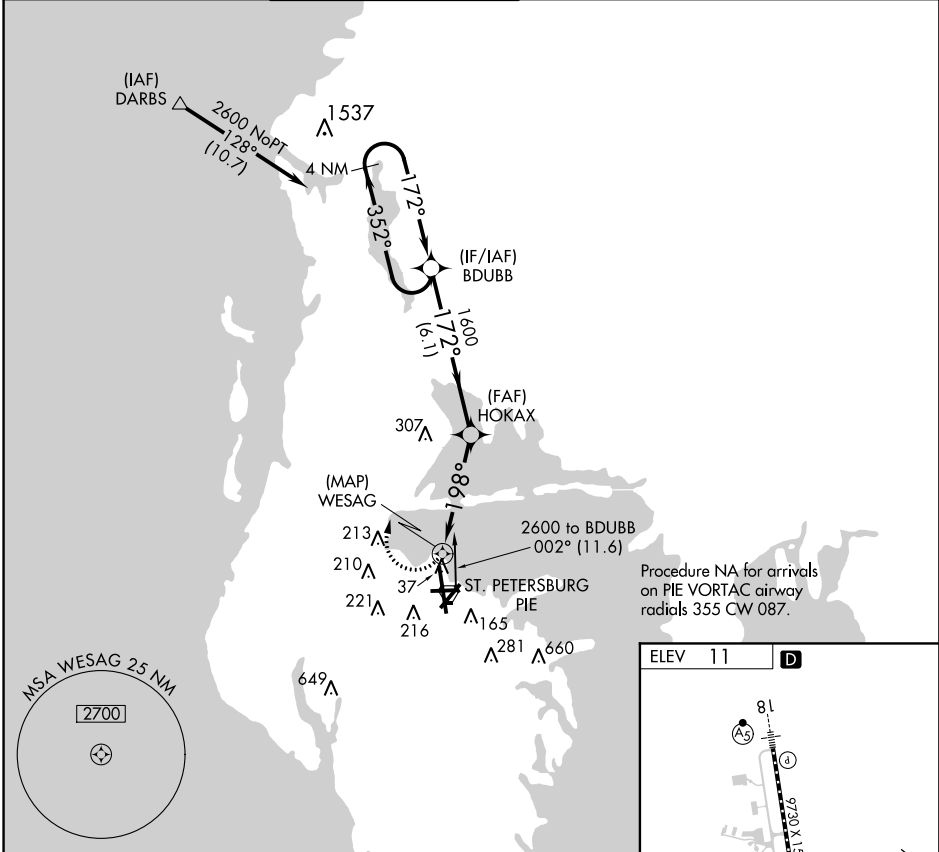 (IAF)
DARBS
2600 NoPT
128°
(10.7)
1537
4 NM
172°
352°
(IF/IAF)
BDUBB
1600
172°
(6.1)
(FAF)
HOKAX
307
198°
(MAP)
WESAG
213
2600 to BDUBB
002° (11.6)
210
37
ST. PETERSBURG
PIE
221
216
165
281
660
649
Procedure NA for arrivals
on PIE VORTAC airway
radials 355 CW 087.
MSA WESAG 25 NM
2700
ELEV 11 D
18
A5
P
9730 X